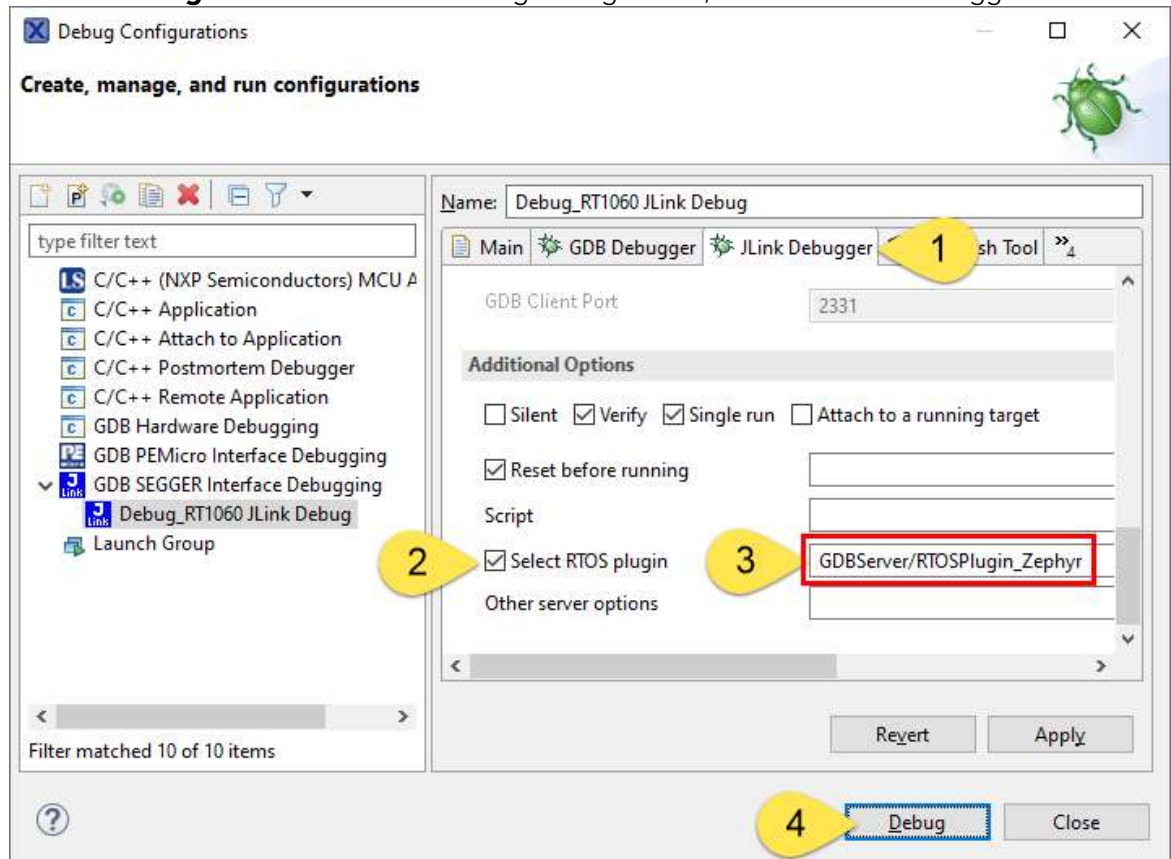 Debug Configurations
Create, manage, and run configurations
type filter text
C/C++ (NXP Semiconductors) MCU A
C/C++ Application
C/C++ Attach to Application
C/C++ Postmortem Debugger
C/C++ Remote Application
GDB Hardware Debugging
GDB PEMicro Interface Debugging
GDB SEGGER Interface Debugging
Debug_RT1060 JLink Debug
Launch Group
Filter matched 10 of 10 items
Name: Debug_RT1060 JLink Debug
Main GDB Debugger JLink Debugger 1 sh Tool »4
GDB Client Port 2331
Additional Options
Silent Verify Single run Attach to a running target
Reset before running
Script
2 Select RTOS plugin 3 GDBServer/RTOSPlugin_Zephyr
Other server options
Revert Apply
4 Debug Close